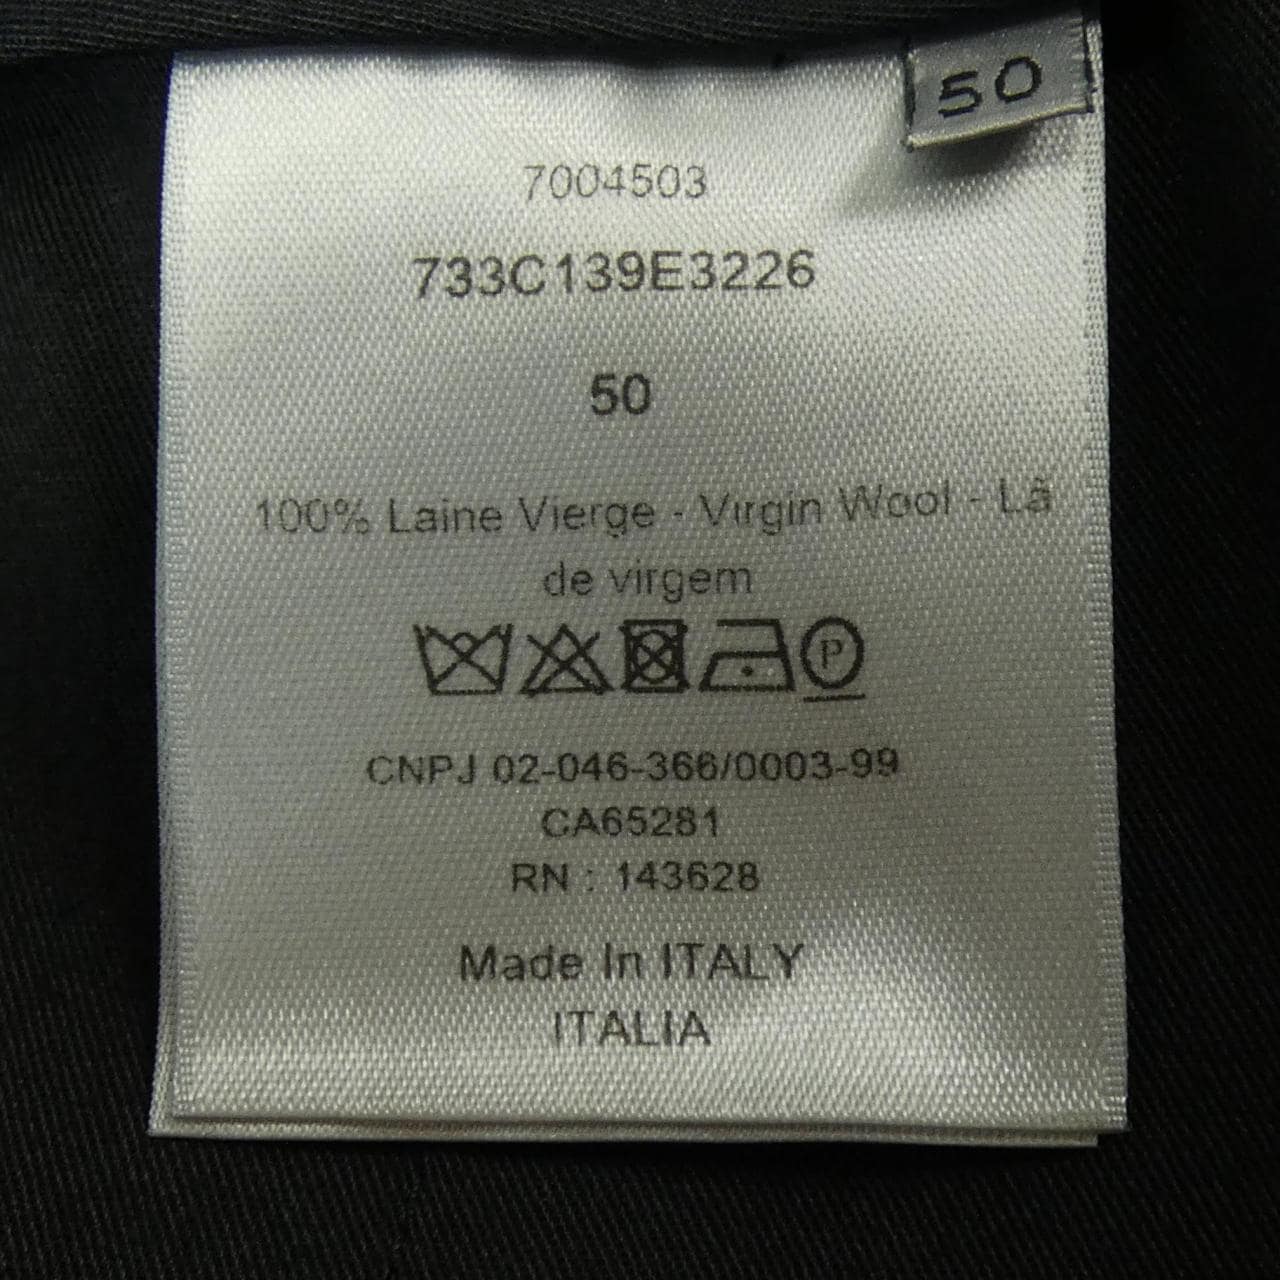 50
7004503
733C139E3226
50
100% Laine Vierge - Virgin Wool - Lã
de virgem
P
CNPJ 02-046-366/0003-99
CA65281
RN : 143628
Made In ITALY
ITALIA